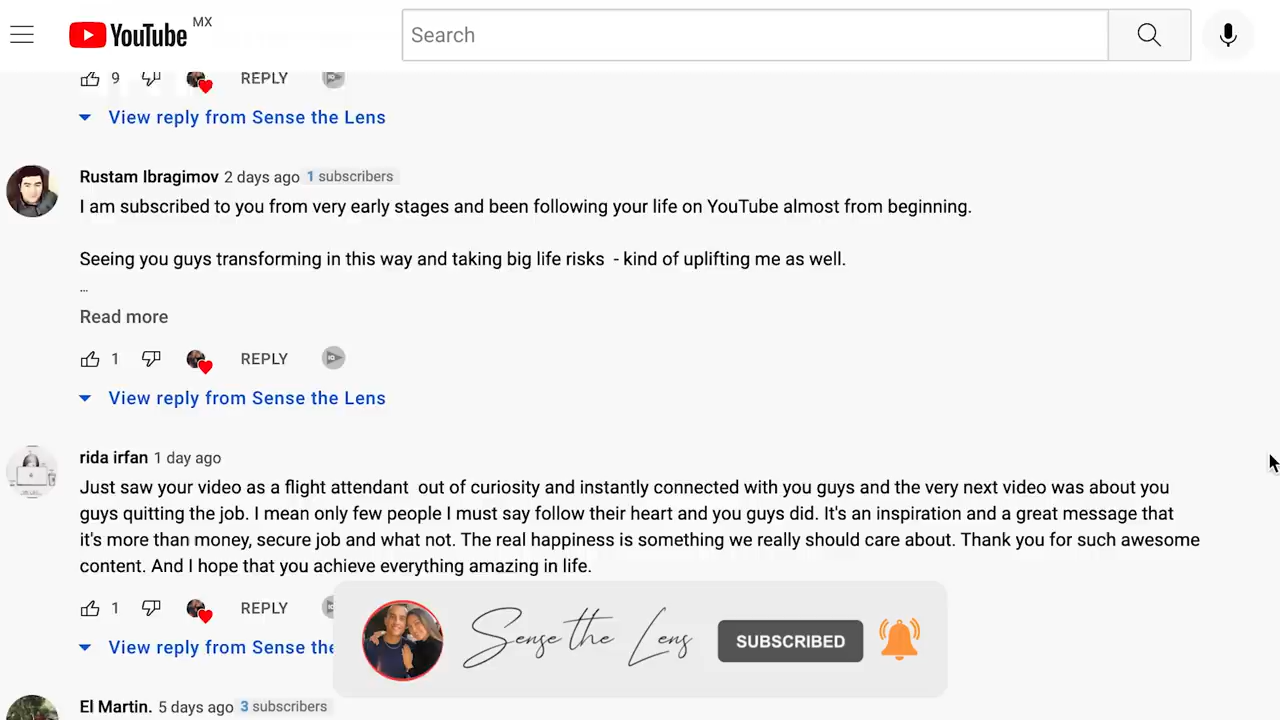 YouTube MX
Search
9 REPLY
View reply from Sense the Lens
Rustam Ibragimov 2 days ago 1 subscribers
I am subscribed to you from very early stages and been following your life on YouTube almost from beginning.
Seeing you guys transforming in this way and taking big life risks - kind of uplifting me as well.
...
Read more
1 REPLY
View reply from Sense the Lens
rida irfan 1 day ago
Just saw your video as a flight attendant out of curiosity and instantly connected with you guys and the very next video was about you
guys quitting the job. I mean only few people I must say follow their heart and you guys did. It's an inspiration and a great message that
it's more than money, secure job and what not. The real happiness is something we really should care about. Thank you for such awesome
content. And I hope that you achieve everything amazing in life.
1 REPLY
View reply from Sense the
Sense the Lens SUBSCRIBED
El Martin. 5 days ago 3 subscribers